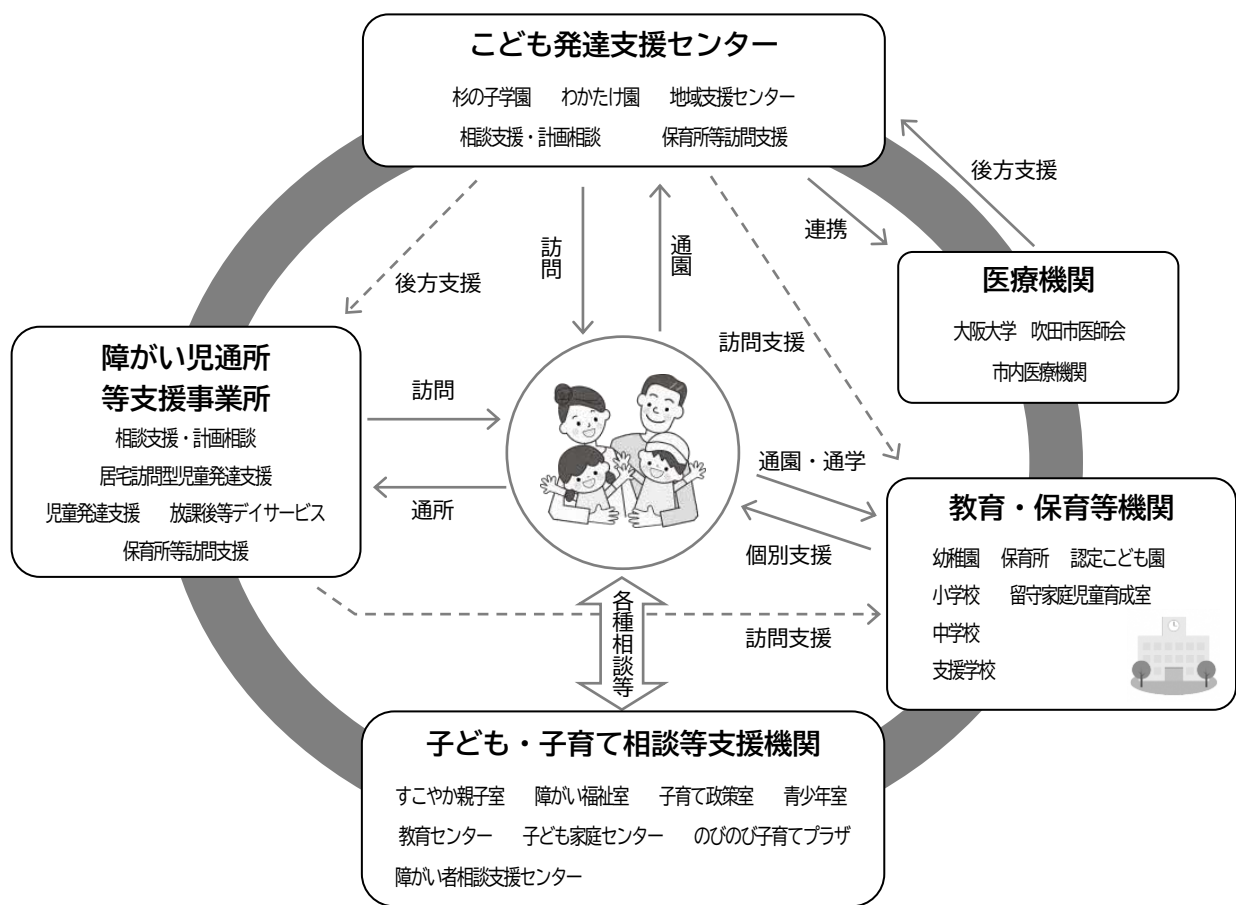 こども発達支援センター
杉の子学園 わかたけ園 地域支援センター
相談支援・計画相談 保育所等訪問支援
後方支援
連携
訪問
通園
後方支援
訪問支援
医療機関
大阪大学 吹田市医師会
市内医療機関
障がい児通所
等支援事業所
相談支援・計画相談
居宅訪問型児童発達支援
児童発達支援 放課後等デイサービス
保育所等訪問支援
訪問
通所
通園・通学
個別支援
教育・保育等機関
幼稚園 保育所 認定こども園
小学校 留守家庭児童育成室
中学校
支援学校
各種相談等
訪問支援
子ども・子育て相談等支援機関
すこやか親子室 障がい福祉室 子育て政策室 青少年室
教育センター 子ども家庭センター のびのび子育てプラザ
障がい者相談支援センター